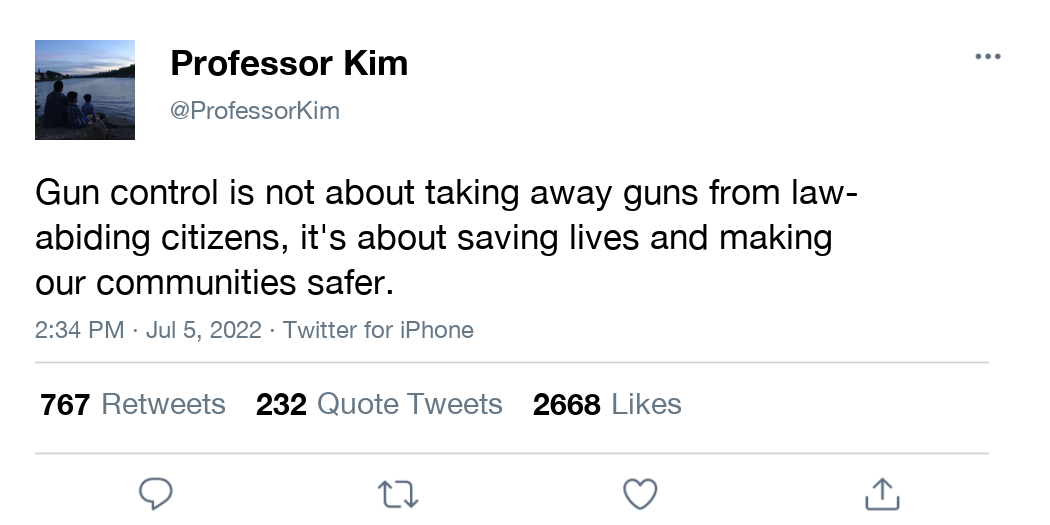 Professor Kim
@ProfessorKim
Gun control is not about taking away guns from law-
abiding citizens, it's about saving lives and making
our communities safer.
2:34 PM · Jul 5, 2022 · Twitter for iPhone
767 Retweets 232 Quote Tweets 2668 Likes